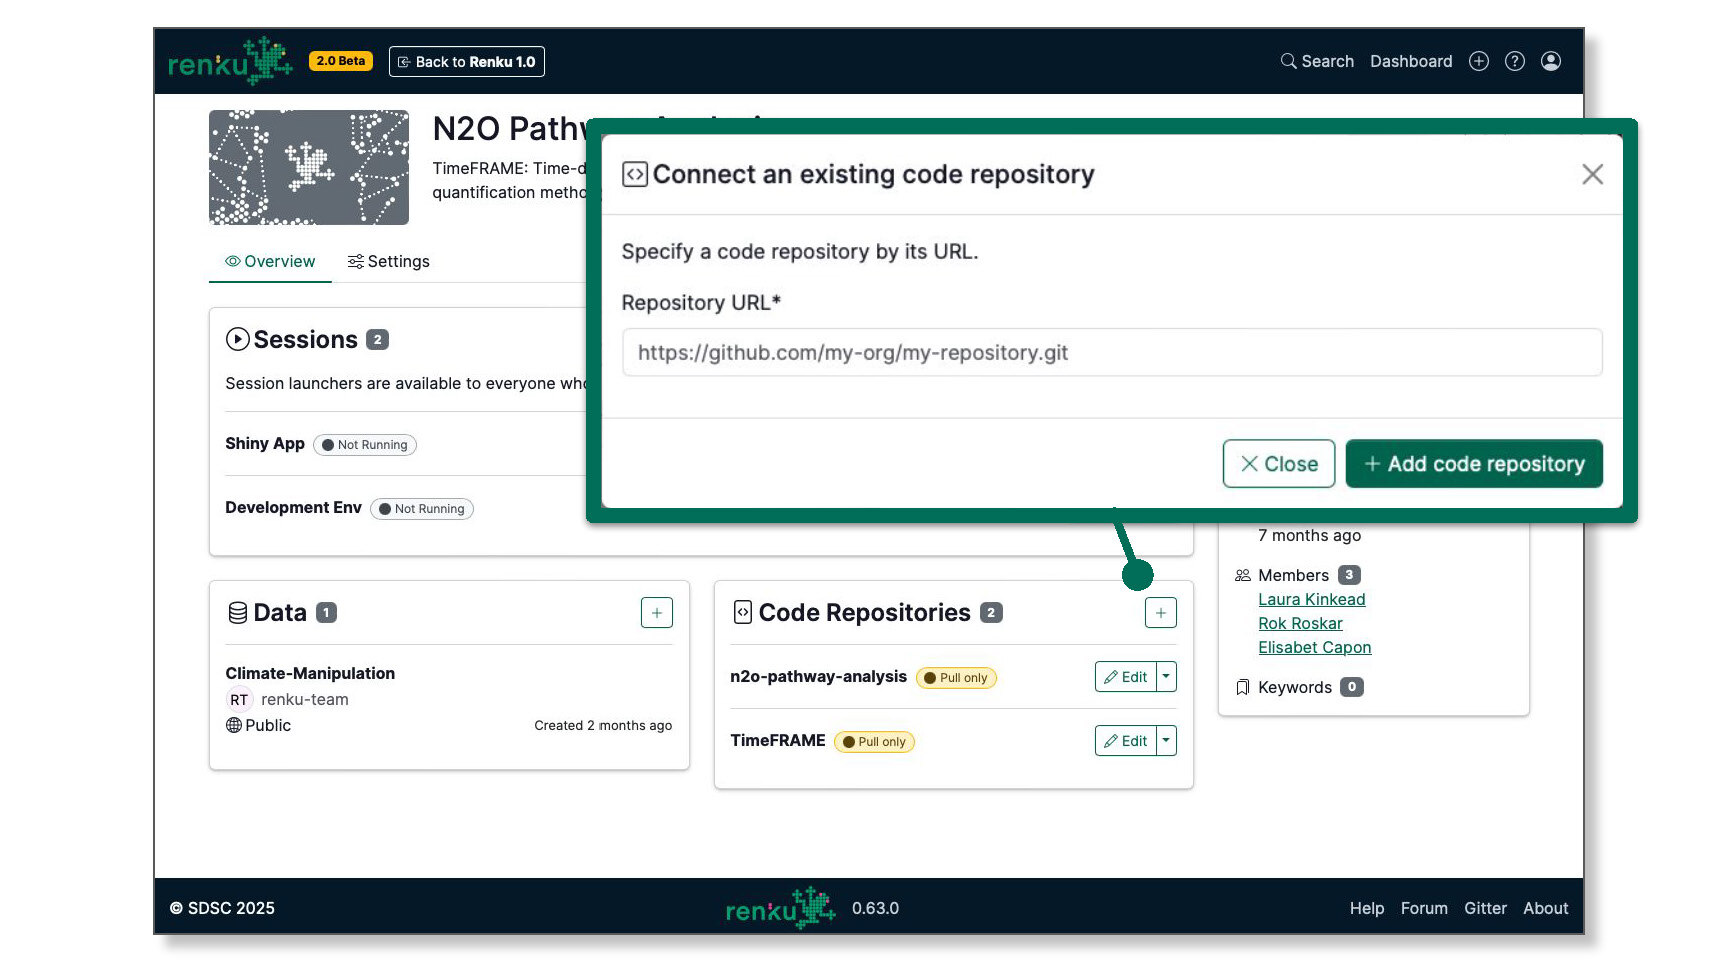 renku 2.0 Beta Back to Renku 1.0 Search Dashboard
N2O Pathway Analysis
TimeFRAME: Time-d
quantification metho
Overview Settings
Connect an existing code repository
Specify a code repository by its URL.
Repository URL*
https://github.com/my-org/my-repository.git
Close + Add code repository
Sessions 2
Session launchers are available to everyone who
Shiny App Not Running
Development Env Not Running
7 months ago
Members 3
Laura Kinkead
Rok Roskar
Elisabet Capon
Keywords 0
Data 1
+
Climate-Manipulation
RT renku-team
Public Created 2 months ago
Code Repositories 2
+
n2o-pathway-analysis Pull only Edit
TimeFRAME Pull only Edit
© SDSC 2025 renku 0.63.0 Help Forum Gitter About